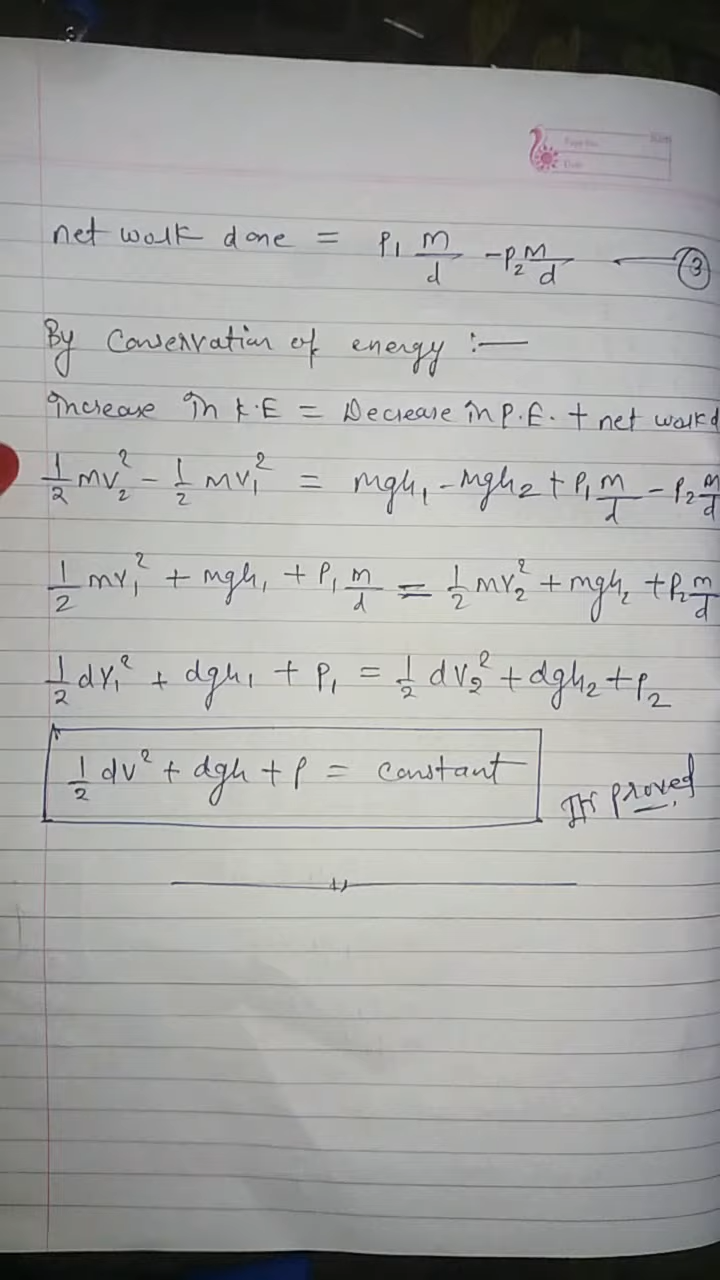 net work done = P₁ m/d - P₂ m/d ③
By Conservation of energy :—
Increase in K.E = Decrease in P.E. + net work d
1/2 mv₂² - 1/2 mv₁² = mgh₁ - mgh₂ + P₁ m/d - P₂ m/d
1/2 mv₁² + mgh₁ + P₁ m/d = 1/2 mv₂² + mgh₂ + P₂ m/d
1/2 dv₁² + dgh₁ + P₁ = 1/2 dv₂² + dgh₂ + P₂
1/2 dv² + dgh + P = constant
proved